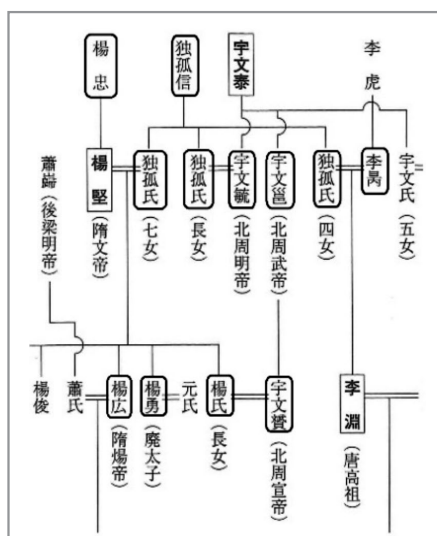 楊忠
独孤信
宇文泰
李虎
蕭巋（後梁明帝）
楊堅（隋文帝）
独孤氏（七女）
独孤氏（長女）
宇文毓（北周明帝）
宇文邕（北周武帝）
独孤氏（四女）
李昺
宇文氏（五女）
楊俊
蕭氏
楊広（隋煬帝）
楊勇（廃太子）
元氏
楊氏（長女）
宇文贇（北周宣帝）
李淵（唐高祖）